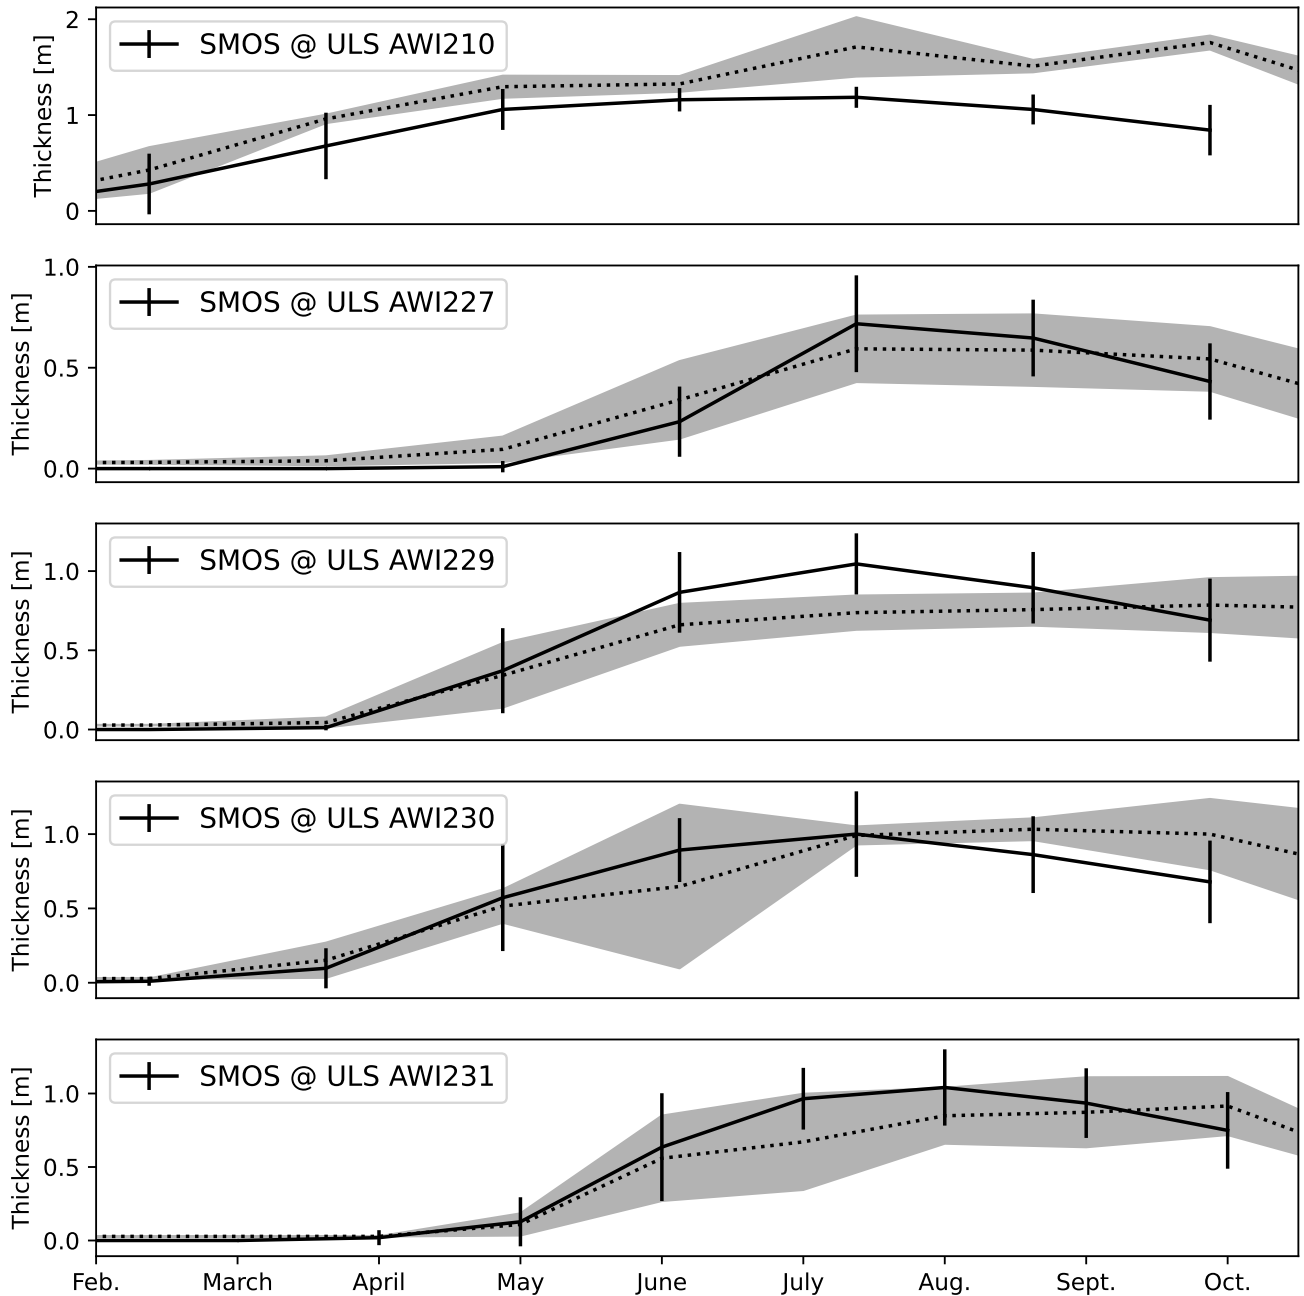 SMOS @ ULS AWI210
Thickness [m]
2
1
0
SMOS @ ULS AWI227
Thickness [m]
1.0
0.5
0.0
SMOS @ ULS AWI229
Thickness [m]
1.0
0.5
0.0
SMOS @ ULS AWI230
Thickness [m]
1.0
0.5
0.0
SMOS @ ULS AWI231
Thickness [m]
1.0
0.5
0.0
Feb. March April May June July Aug. Sept. Oct.